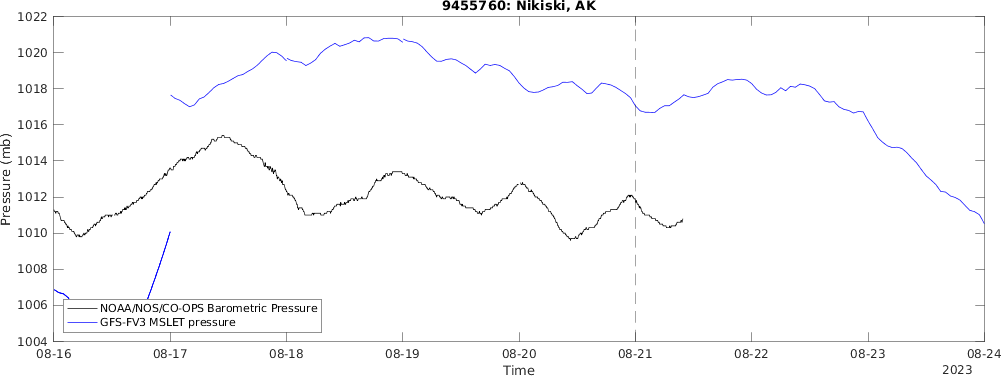 9455760: Nikiski, AK
Pressure (mb)
1022
1020
1018
1016
1014
1012
1010
1008
1006
1004
NOAA/NOS/CO-OPS Barometric Pressure
GFS-FV3 MSLET pressure
08-16 08-17 08-18 08-19 08-20 08-21 08-22 08-23 08-24
Time
2023